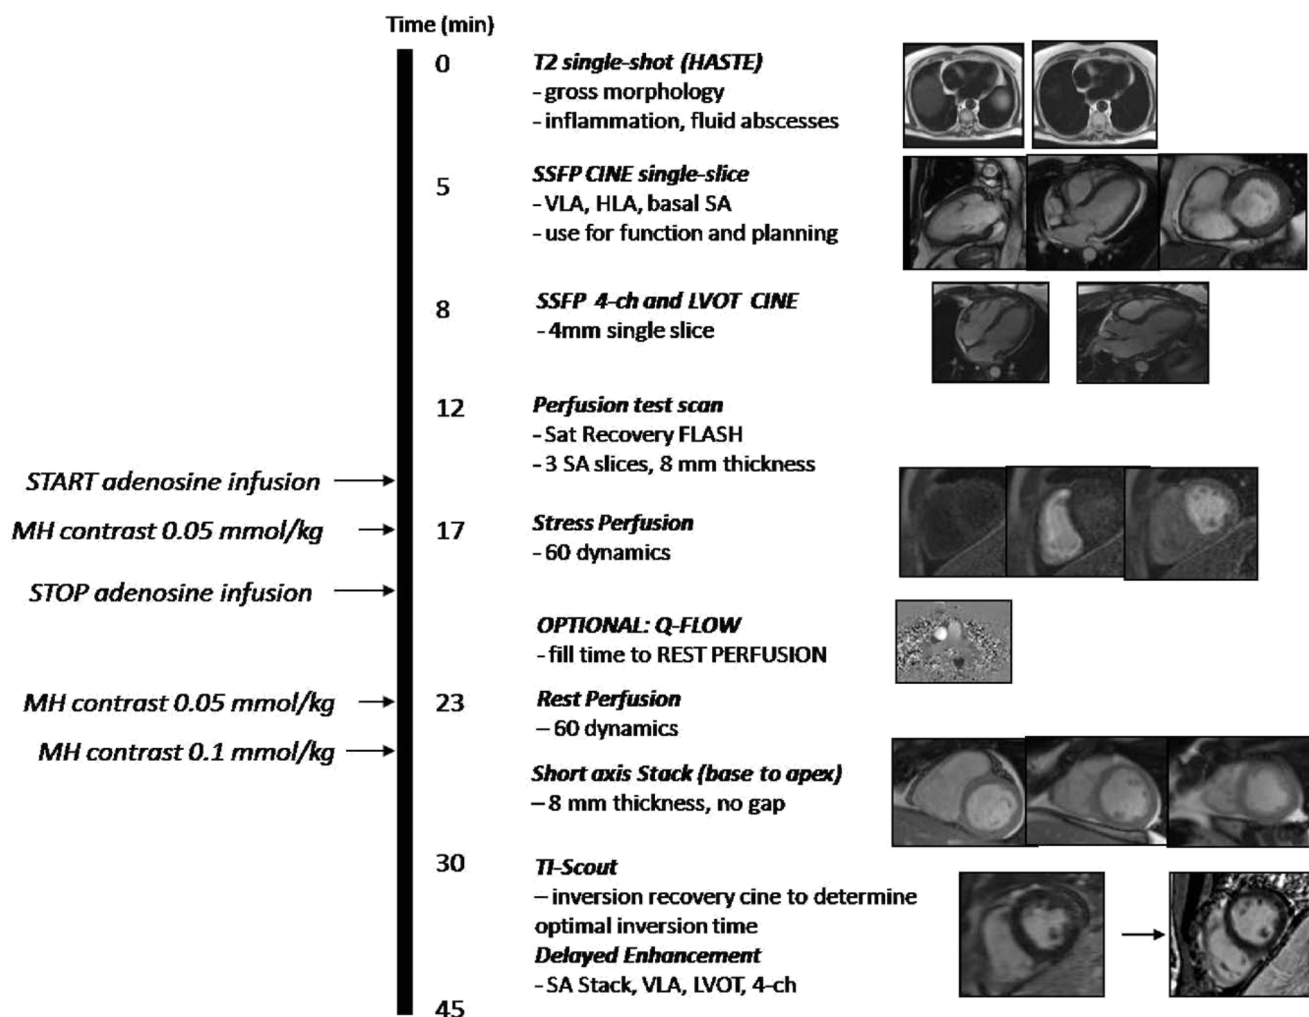 Time (min)
0
T2 single-shot (HASTE)
- gross morphology
- inflammation, fluid abscesses
5
SSFP CINE single-slice
- VLA, HLA, basal SA
- use for function and planning
8
SSFP 4-ch and LVOT CINE
- 4mm single slice
12
Perfusion test scan
- Sat Recovery FLASH
- 3 SA slices, 8 mm thickness
START adenosine infusion
MH contrast 0.05 mmol/kg
17
Stress Perfusion
- 60 dynamics
STOP adenosine infusion
OPTIONAL: Q-FLOW
- fill time to REST PERFUSION
MH contrast 0.05 mmol/kg
23
Rest Perfusion
– 60 dynamics
MH contrast 0.1 mmol/kg
Short axis Stack (base to apex)
– 8 mm thickness, no gap
30
TI-Scout
– inversion recovery cine to determine
optimal inversion time
Delayed Enhancement
- SA Stack, VLA, LVOT, 4-ch
45